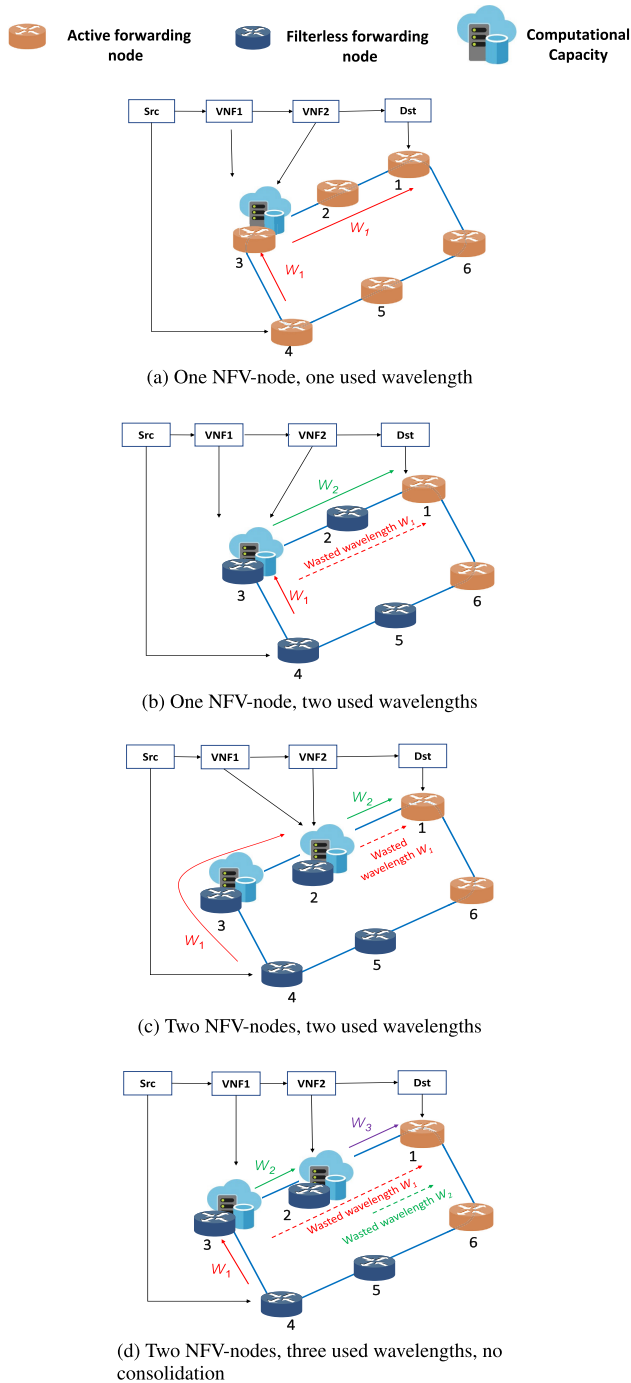 Active forwarding node
Filterless forwarding node
Computational Capacity
Src VNF1 VNF2 Dst
1
2
W1
3
W1
6
5
4
(a) One NFV-node, one used wavelength
Src VNF1 VNF2 Dst
W2
1
2
Wasted wavelength W1
3
W1
6
5
4
(b) One NFV-node, two used wavelengths
Src VNF1 VNF2 Dst
W2
1
Wasted wavelength W1
2
3
W1
6
5
4
(c) Two NFV-nodes, two used wavelengths
Src VNF1 VNF2 Dst
W3
W2
1
2
Wasted wavelength W1
Wasted wavelength W2
3
W1
6
5
4
(d) Two NFV-nodes, three used wavelengths, no
consolidation